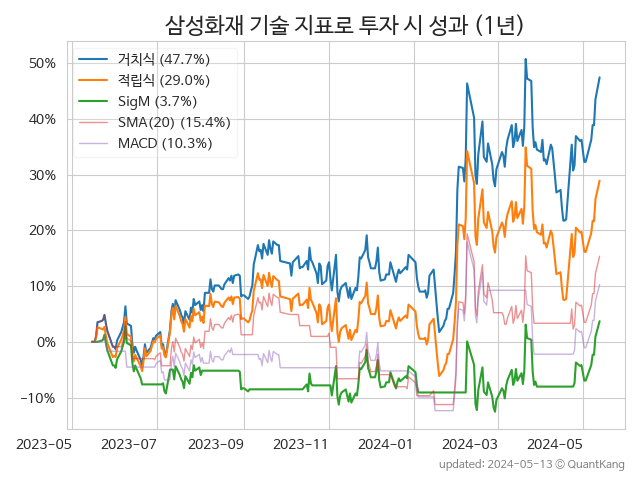 삼성화재 기술 지표로 투자 시 성과 (1년)
거치식 (47.7%)
적립식 (29.0%)
SigM (3.7%)
SMA(20) (15.4%)
MACD (10.3%)
50%
40%
30%
20%
10%
0%
−10%
2023-05 2023-07 2023-09 2023-11 2024-01 2024-03 2024-05
updated: 2024-05-13 ⓒ QuantKang